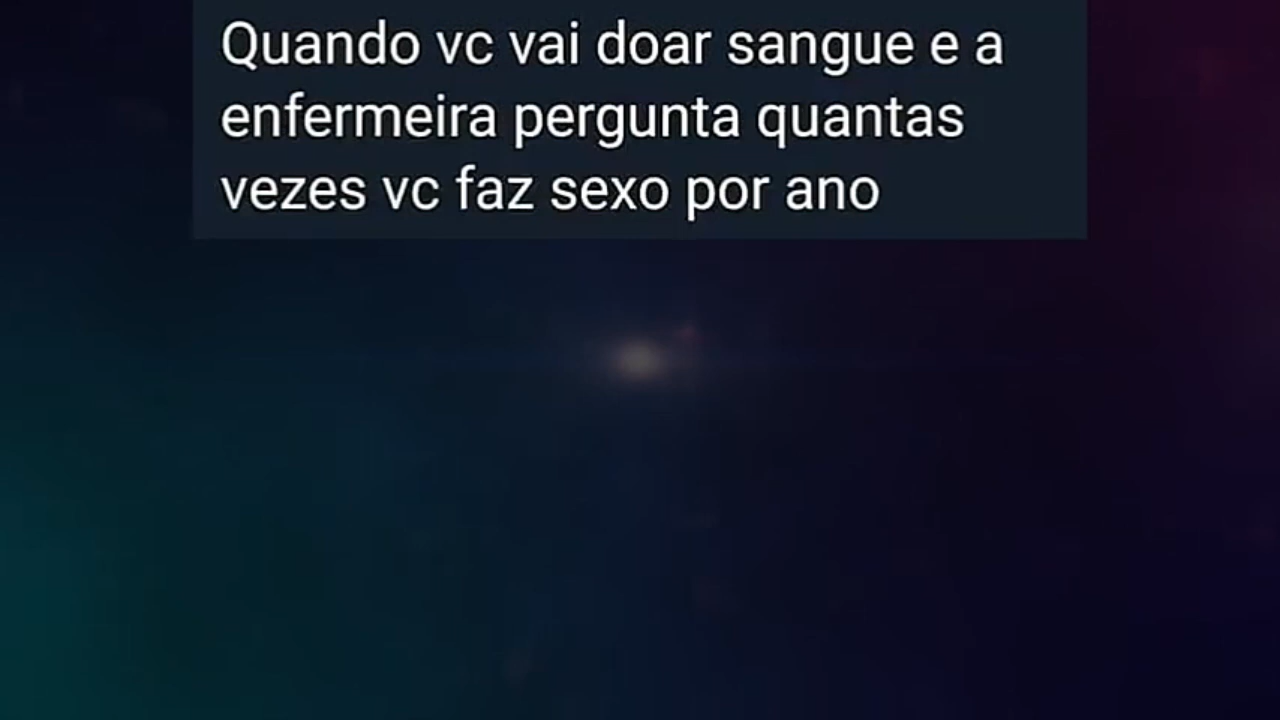 Quando vc vai doar sangue e a
enfermeira pergunta quantas
vezes vc faz sexo por ano